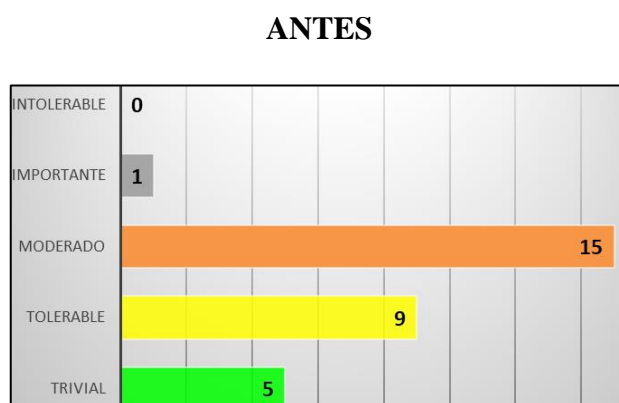 ANTES
INTOLERABLE 0
IMPORTANTE 1
MODERADO 15
TOLERABLE 9
TRIVIAL 5